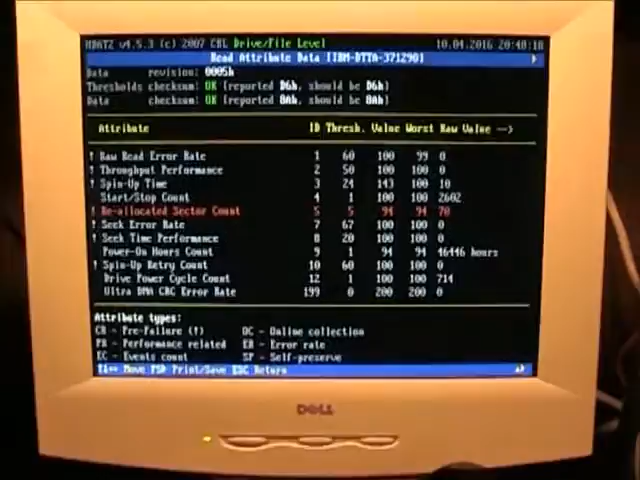 MHDTZ v4.5.3 (c) 2007 CBL Drive/File Level 10.04.2016 20:40:18
Read Attribute Data [IBM-DTTA-371290]
Data revision: 0005h
Thresholds checksum: OK [reported D6h, should be D6h]
Data checksum: OK [reported 8Ah, should be 8Ah]
Attribute ID Thresh. Value Worst Raw Value -->
! Raw Read Error Rate 1 60 100 99 0
! Throughput Performance 2 50 100 100 0
! Spin-Up Time 3 24 143 100 10
Start/Stop Count 4 1 100 100 2602
! Re-allocated Sector Count 5 5 94 94 70
! Seek Error Rate 7 67 100 100 0
! Seek Time Performance 8 20 100 100 0
Power-On Hours Count 9 1 94 94 46446 hours
! Spin-Up Retry Count 10 60 100 100 0
Drive Power Cycle Count 12 1 100 100 714
Ultra DMA CRC Error Rate 199 0 200 200 0
Attribute types:
CR - Pre-Failure (!) OC - Online collection
PR - Performance related ER - Error rate
EC - Events count SP - Self-preserve
Move Print/Save ESC Return
DELL